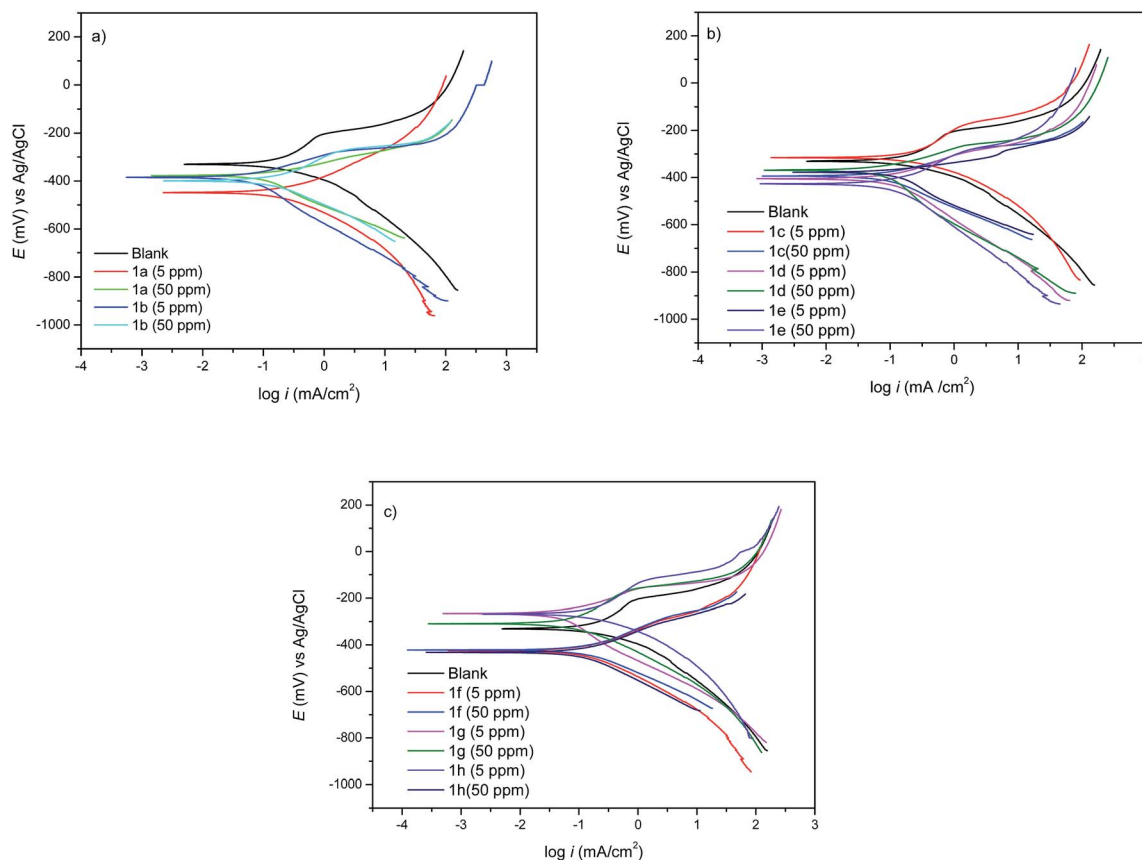 a)
200
0
-200
-400
-600
-800
-1000
E (mV) vs Ag/AgCl
Blank
1a (5 ppm)
1a (50 ppm)
1b (5 ppm)
1b (50 ppm)
-4
-3
-2
-1
0
1
2
3
log i (mA/cm²)
b)
200
0
-200
-400
-600
-800
-1000
E (mV) vs Ag/AgCl
Blank
1c (5 ppm)
1c(50 ppm)
1d (5 ppm)
1d (50 ppm)
1e (5 ppm)
1e (50 ppm)
-4
-3
-2
-1
0
1
2
3
log i (mA /cm²)
c)
200
0
-200
-400
-600
-800
-1000
E (mV) vs Ag/AgCl
Blank
1f (5 ppm)
1f (50 ppm)
1g (5 ppm)
1g (50 ppm)
1h (5 ppm)
1h(50 ppm)
-4
-3
-2
-1
0
1
2
3
log i (mA/cm²)